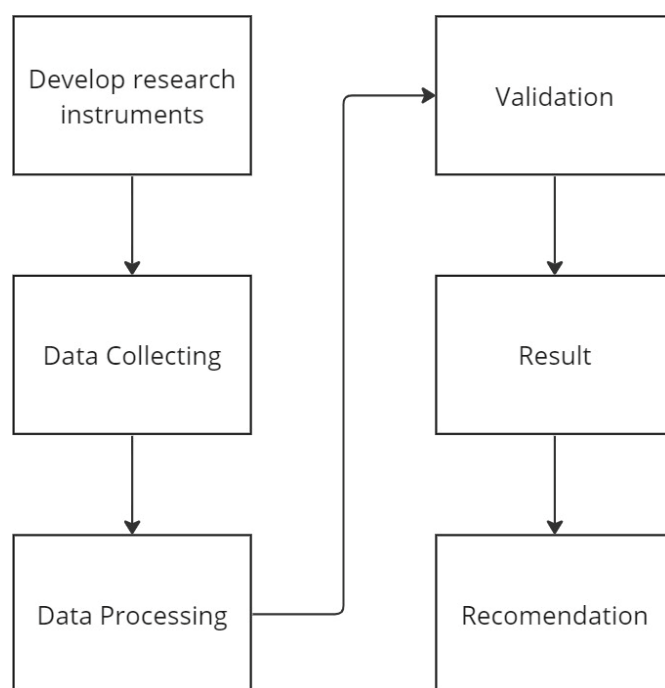 Develop research
instruments
Data Collecting
Data Processing
Validation
Result
Recomendation